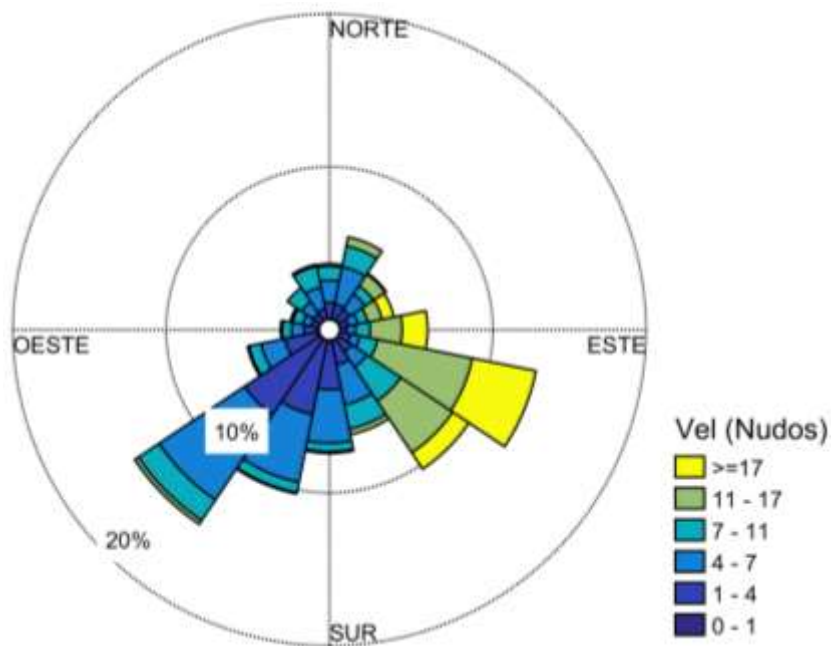 NORTE
OESTE
ESTE
10%
20%
SUR
Vel (Nudos)
>=17
11 - 17
7 - 11
4 - 7
1 - 4
0 - 1